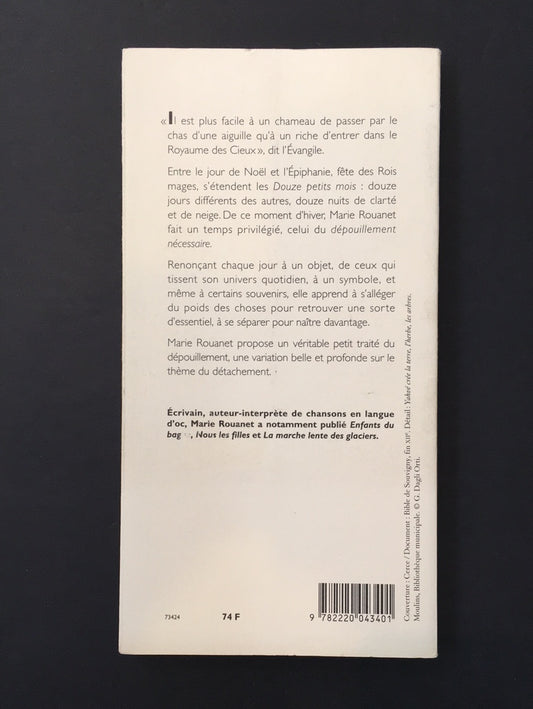 « Il est plus facile à un chameau de passer par le
chas d'une aiguille qu'à un riche d'entrer dans le
Royaume des Cieux», dit l'Évangile.
Entre le jour de Noël et l'Épiphanie, fête des Rois
mages, s'étendent les Douze petits mois : douze
jours différents des autres, douze nuits de clarté
et de neige. De ce moment d'hiver, Marie Rouanet
fait un temps privilégié, celui du dépouillement
nécessaire.
Renonçant chaque jour à un objet, de ceux qui
tissent son univers quotidien, à un symbole, et
même à certains souvenirs, elle apprend à s'alléger
du poids des choses pour retrouver une sorte
d'essentiel, à se séparer pour naître davantage.
Marie Rouanet propose un véritable petit traité du
dépouillement, une variation belle et profonde sur le
thème du détachement.
Écrivain, auteur-interprète de chansons en langue
d'oc, Marie Rouanet a notamment publié Enfants du
bag , Nous les filles et La marche lente des glaciers.
73424
74 F
9 782220 043401
Couverture : Cerce / Document : Bible de Souvigny, fin XIIe. Détail : Yahvé crée la terre, l'herbe, les arbres.
Moulins, Bibliothèque municipale. © G. Dagli Orti.